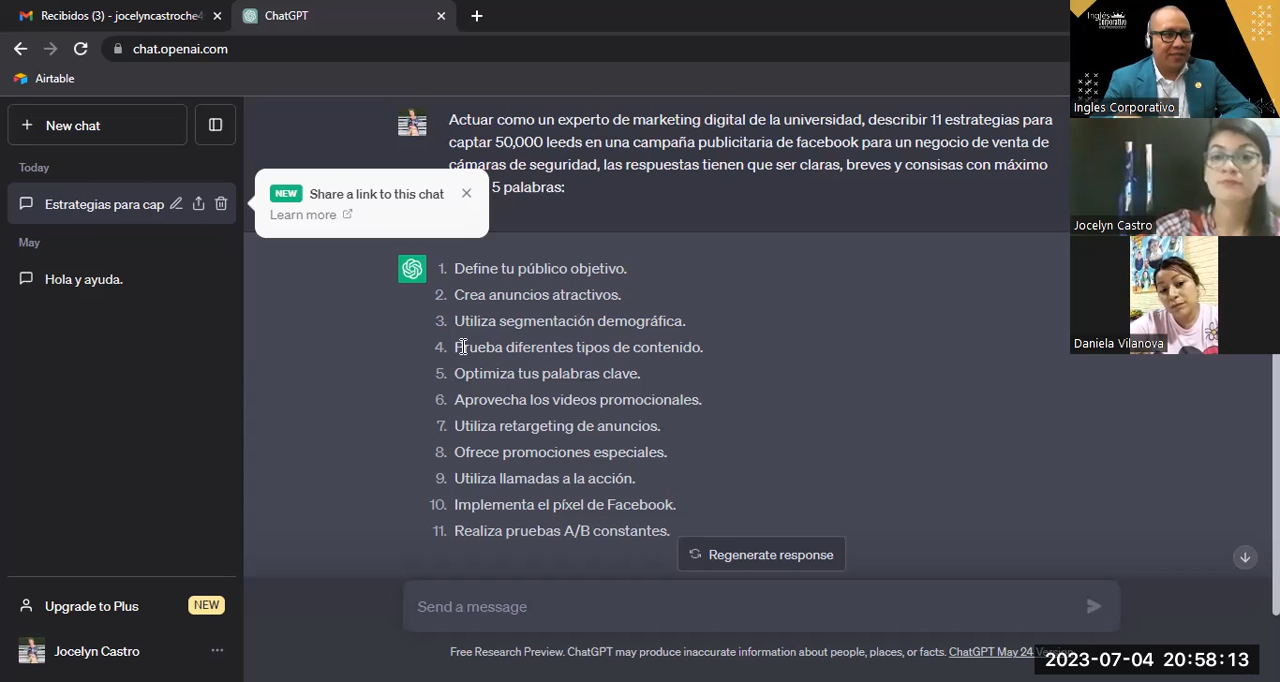 Recibidos (3) - jocelyncastroche4
ChatGPT
chat.openai.com
Airtable
New chat
Today
Estrategias para cap
May
Hola y ayuda.
NEW Share a link to this chat
Learn more
Actuar como un experto de marketing digital de la universidad, describir 11 estrategias para
captar 50,000 leeds en una campaña publicitaria de facebook para un negocio de venta de
cámaras de seguridad, las respuestas tienen que ser claras, breves y consisas con máximo
5 palabras:
1. Define tu público objetivo.
2. Crea anuncios atractivos.
3. Utiliza segmentación demográfica.
4. Prueba diferentes tipos de contenido.
5. Optimiza tus palabras clave.
6. Aprovecha los videos promocionales.
7. Utiliza retargeting de anuncios.
8. Ofrece promociones especiales.
9. Utiliza llamadas a la acción.
10. Implementa el píxel de Facebook.
11. Realiza pruebas A/B constantes.
Regenerate response
Send a message
Free Research Preview. ChatGPT may produce inaccurate information about people, places, or facts. ChatGPT May 24
Upgrade to Plus NEW
Jocelyn Castro
Inglés
Corporativo
Ingles Corporativo
Jocelyn Castro
Daniela Vilanova
2023-07-04 20:58:13